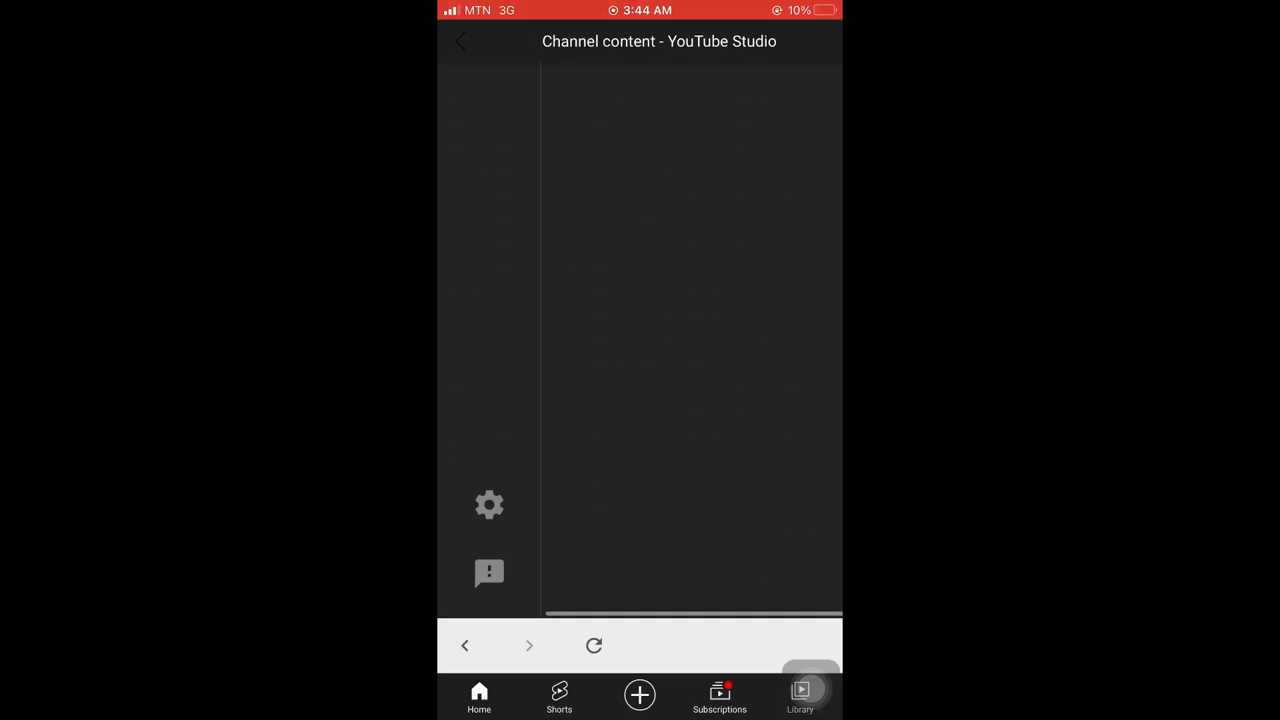 MTN 3G 3:44 AM 10%
Channel content - YouTube Studio
Home Shorts Subscriptions Library